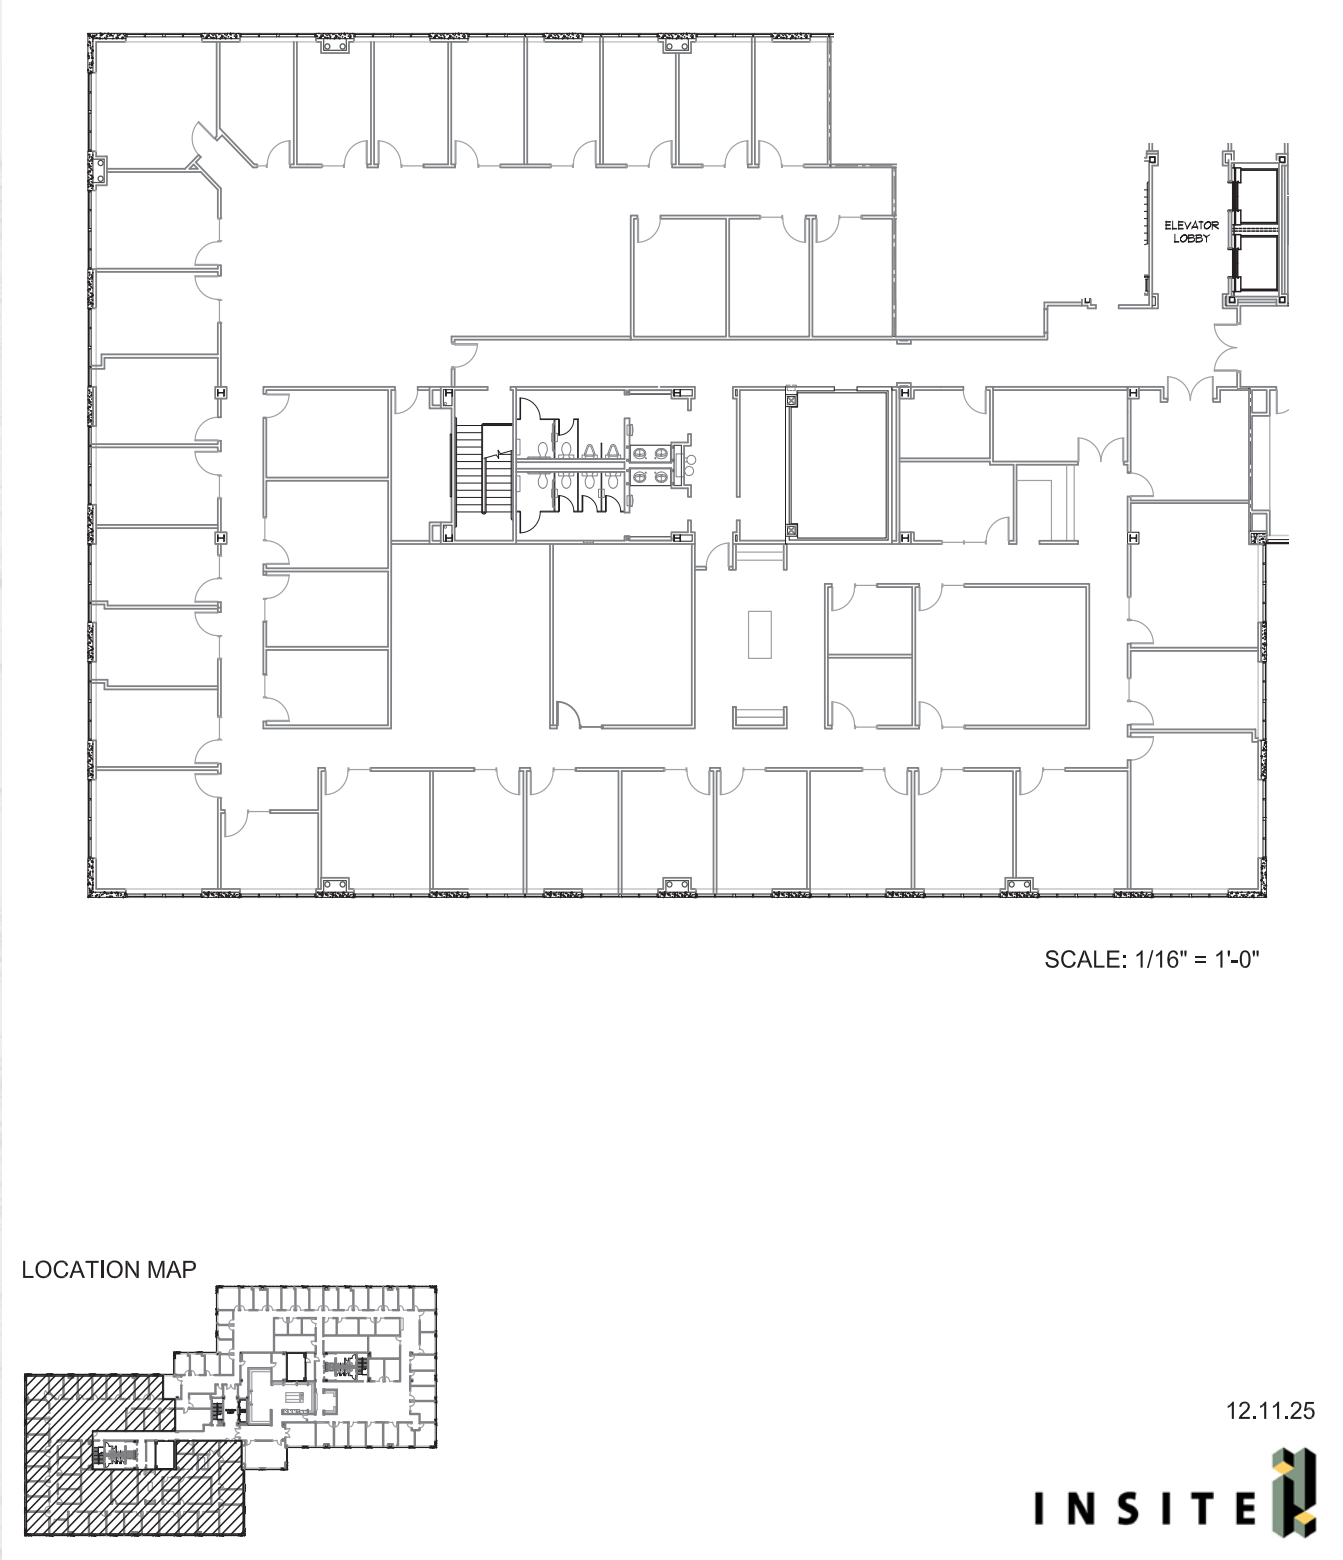 ELEVATOR
LOBBY
SCALE: 1/16" = 1'-0"
LOCATION MAP
12.11.25
INSITE